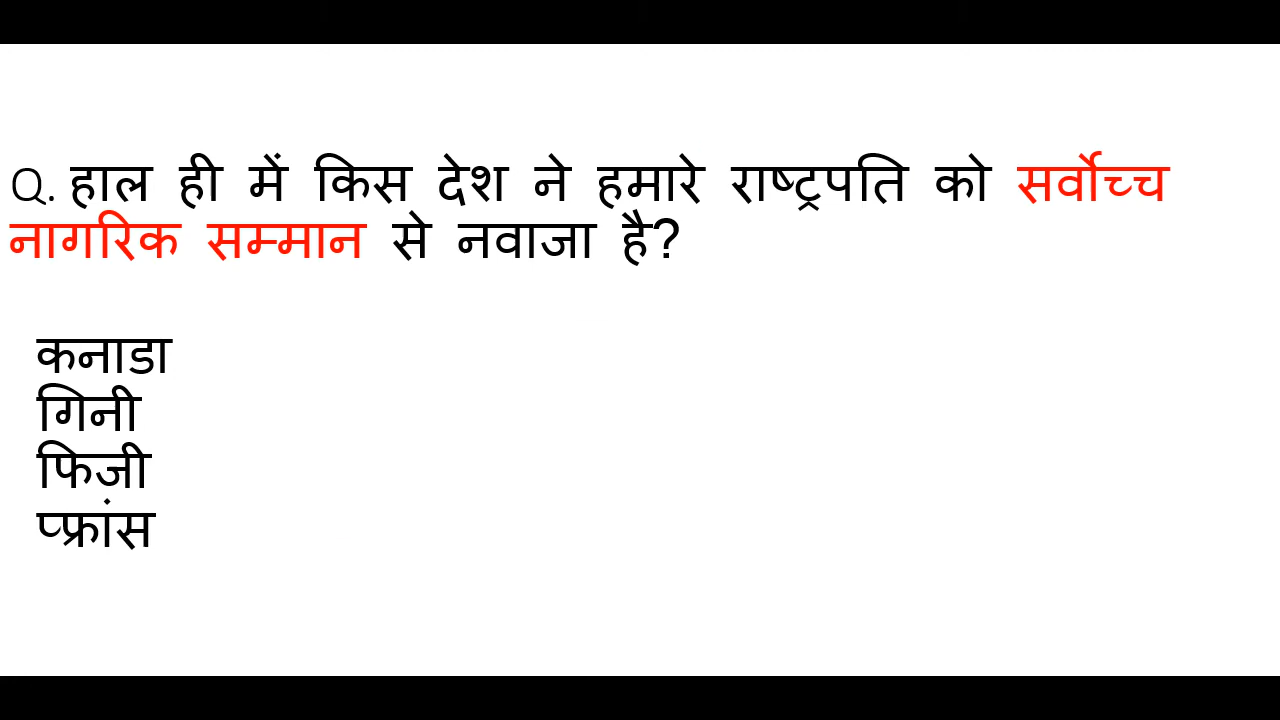 Q. हाल ही में किस देश ने हमारे राष्ट्रपति को सर्वोच्च
नागरिक सम्मान से नवाजा है?
कनाडा
गिनी
फिजी
प्फ्रांस